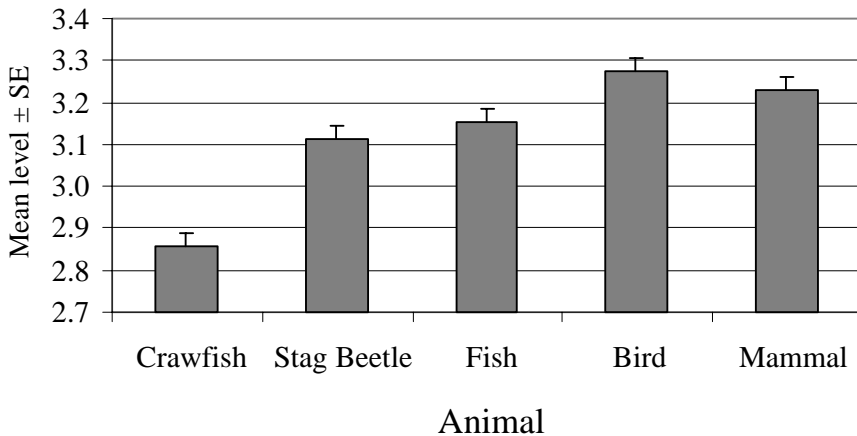 Mean level ± SE
3.4
3.3
3.2
3.1
3.0
2.9
2.8
2.7
Crawfish Stag Beetle Fish Bird Mammal
Animal